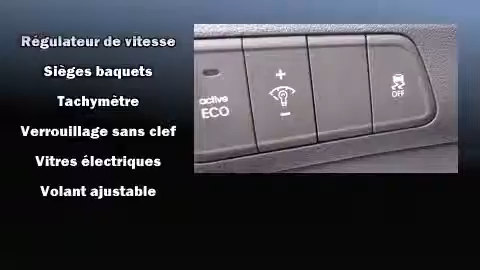 Régulateur de vitesse
Sièges baquets
Tachymètre
Verrouillage sans clef
Vitres électriques
Volant ajustable
active
ECO
+
-
OFF